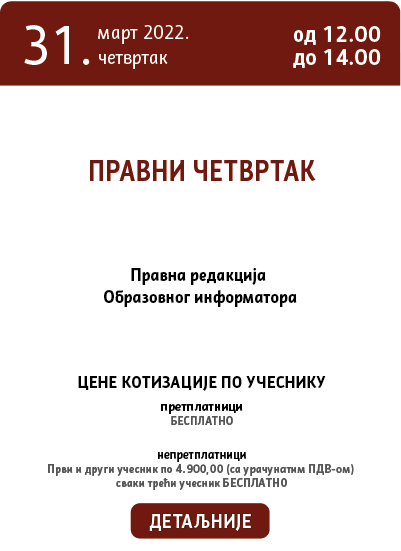 31. март 2022.
четвртак
од 12.00
до 14.00
ПРАВНИ ЧЕТВРТАК
Правна редакција
Образовног информатора
ЦЕНЕ КОТИЗАЦИЈЕ ПО УЧЕСНИКУ
претплатници
БЕСПЛАТНО
непретплатници
Први и други учесник по 4.900,00 (са урачунатим ПДВ-ом)
сваки трећи учесник БЕСПЛАТНО
ДЕТАЉНИЈЕ